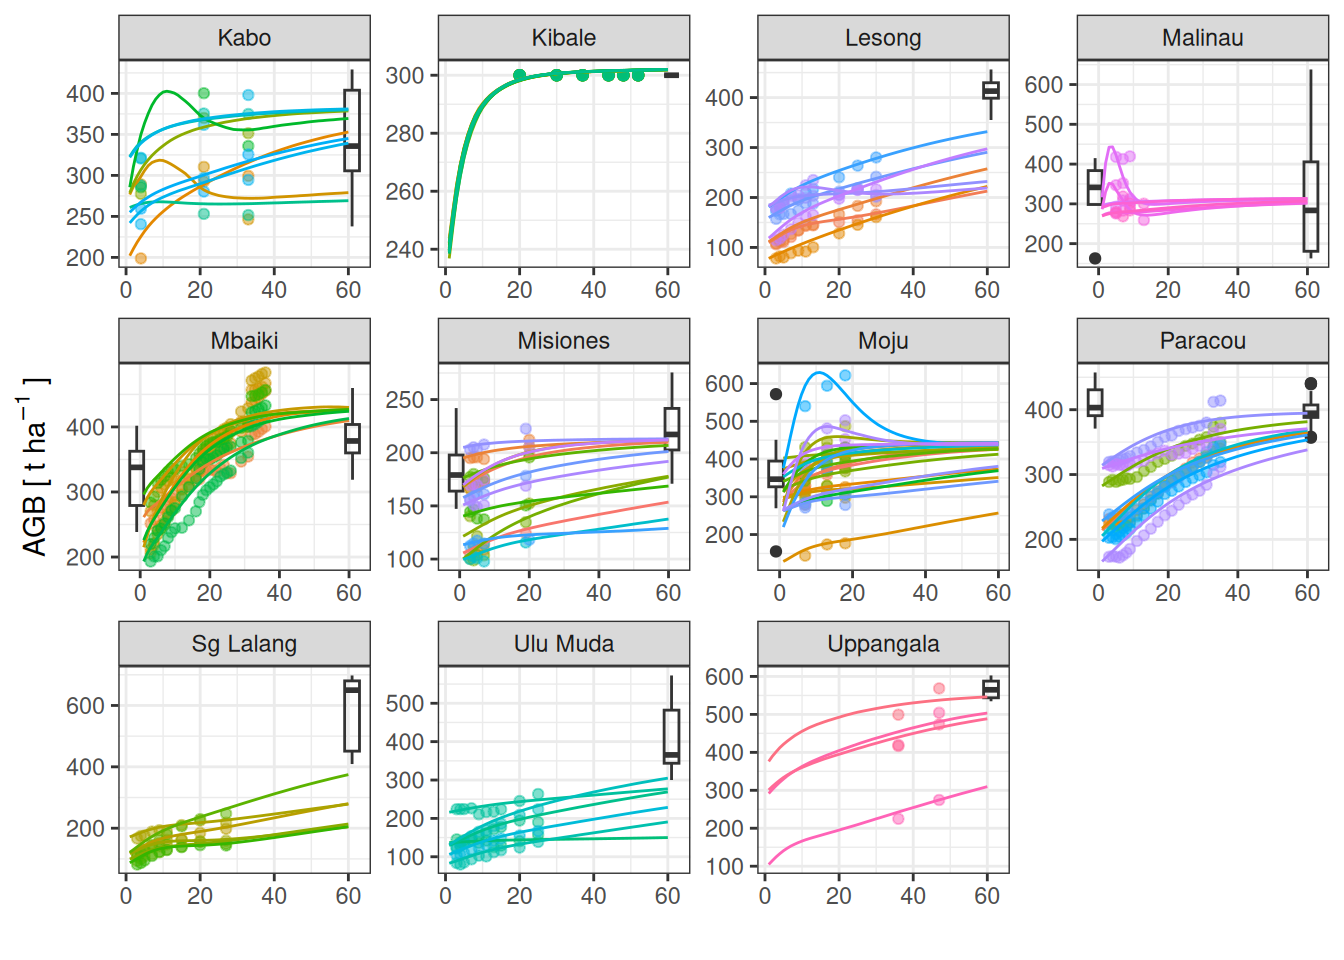 Kabo Kibale Lesong Malinau
400 350 300 250 200
300 280 260 240
400 300 200 100
600 500 400 300 200
0 20 40 60 0 20 40 60 0 20 40 60 0 20 40 60
Mbaiki Misiones Moju Paracou
400 300 200
250 200 150 100
600 500 400 300 200
400 300 200
0 20 40 60 0 20 40 60 0 20 40 60 0 20 40 60
AGB [ t ha⁻¹ ]
Sg Lalang Ulu Muda Uppangala
600 400 200
500 400 300 200 100
600 500 400 300 200 100
0 20 40 60 0 20 40 60 0 20 40 60